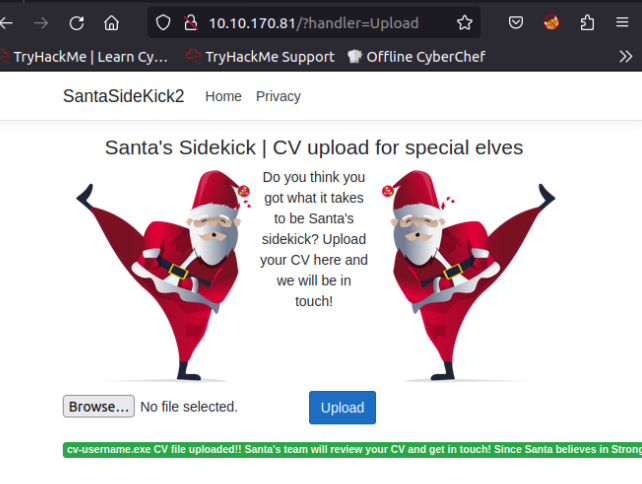 10.10.170.81/?handler=Upload
TryHackMe | Learn Cy... TryHackMe Support Offline CyberChef
SantaSideKick2 Home Privacy
Santa's Sidekick | CV upload for special elves
Do you think you
got what it takes
to be Santa's
sidekick? Upload
your CV here and
we will be in
touch!
Browse... No file selected. Upload
cv-username.exe CV file uploaded!! Santa's team will review your CV and get in touch! Since Santa believes in Strong